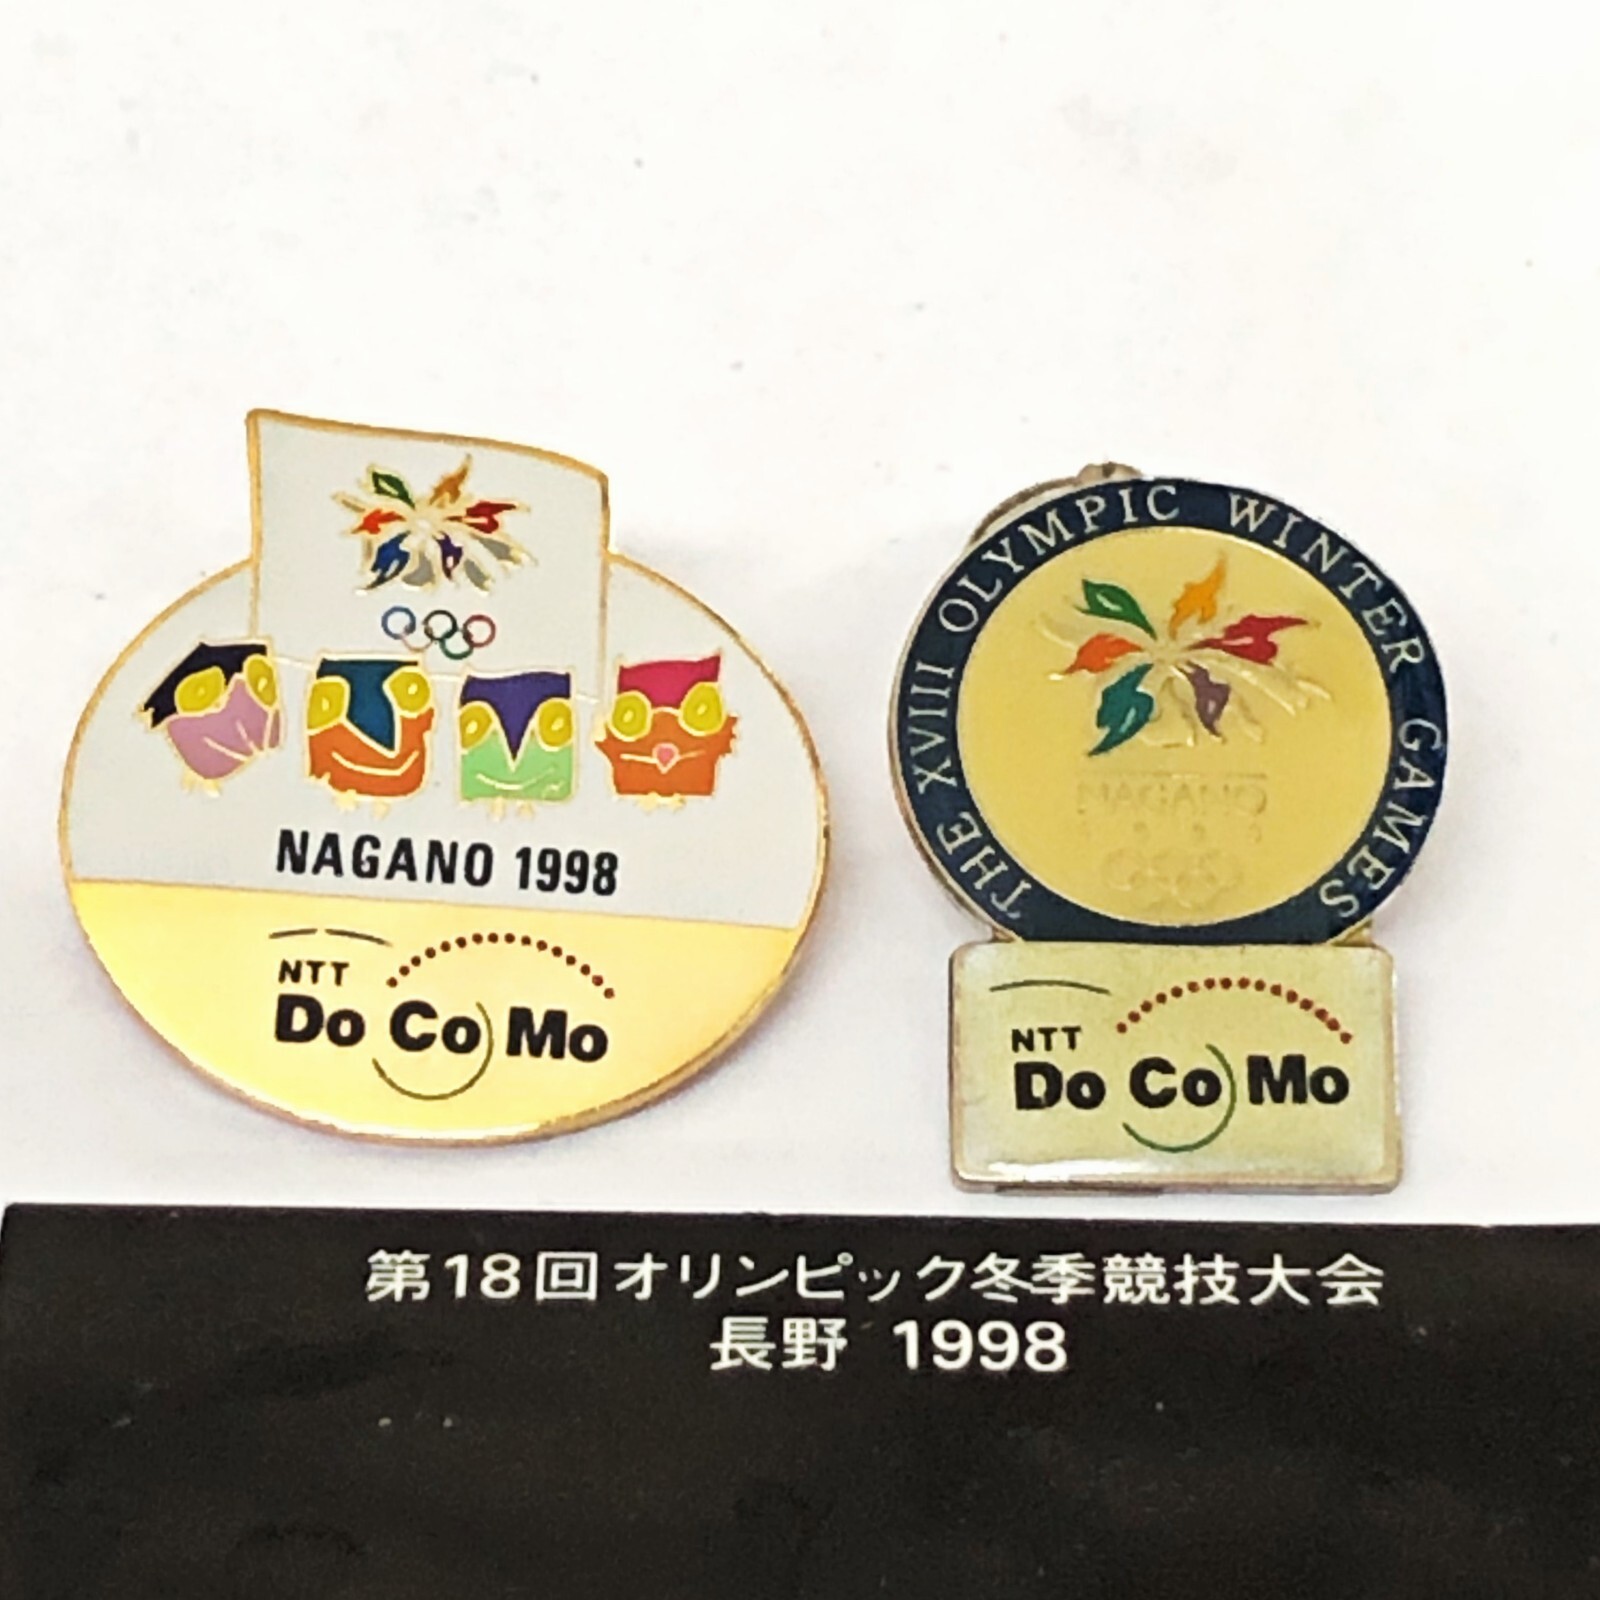 NAGANO 1998
NTT
Do Co Mo
THE XVIII OLYMPIC WINTER GAMES
NAGANO
NTT
Do Co Mo
第18回オリンピック冬季競技大会
長野 1998